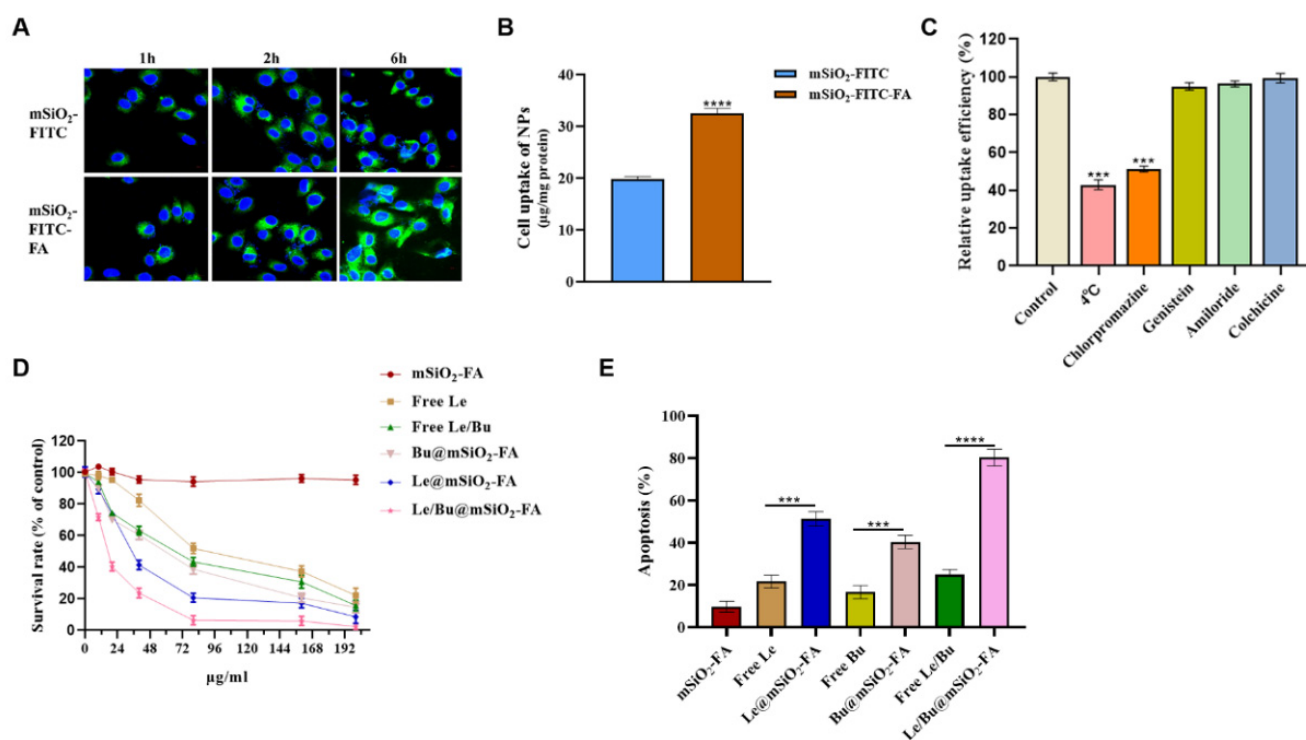 A
1h 2h 6h
mSiO₂-
FITC
mSiO₂-
FITC-
FA
B
Cell uptake of NPs
(μg/mg protein)
40
30
20
10
0
****
mSiO₂-FITC
mSiO₂-FITC-FA
C
Relative uptake efficiency (%)
120
100
80
60
40
20
0
***
***
Control
4℃
Chlorpromazine
Genistein
Amiloride
Colchicine
D
mSiO₂-FA
Free Le
Free Le/Bu
Bu@mSiO₂-FA
Le@mSiO₂-FA
Le/Bu@mSiO₂-FA
Survival rate (% of control)
120
100
80
60
40
20
0
0 24 48 72 96 120 144 168 192
μg/ml
E
Apoptosis (%)
100
80
60
40
20
0
***
***
****
mSiO₂-FA
Free Le
Le@mSiO₂-FA
Free Bu
Bu@mSiO₂-FA
Free Le/Bu
Le/Bu@mSiO₂-FA